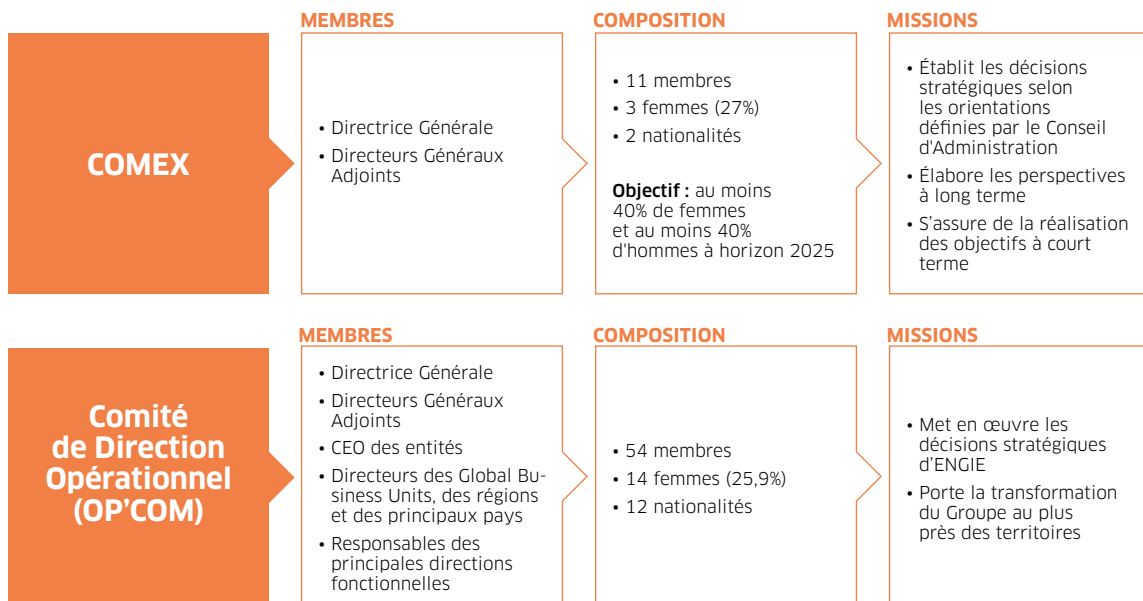 MEMBRES
COMPOSITION
MISSIONS
COMEX
• Directrice Générale
• Directeurs Généraux
Adjoints
• 11 membres
• 3 femmes (27%)
• 2 nationalités
Objectif : au moins
40% de femmes
et au moins 40%
d'hommes à horizon 2025
• Établit les décisions
stratégiques selon
les orientations
définies par le Conseil
d'Administration
• Élabore les perspectives
à long terme
• S'assure de la réalisation
des objectifs à court
terme
MEMBRES
COMPOSITION
MISSIONS
Comité
de Direction
Opérationnel
(OP'COM)
• Directrice Générale
• Directeurs Généraux
Adjoints
• CEO des entités
• Directeurs des Global Bu-
siness Units, des régions
et des principaux pays
• Responsables des
principales directions
fonctionnelles
• 54 membres
• 14 femmes (25,9%)
• 12 nationalités
• Met en œuvre les
décisions stratégiques
d'ENGIE
• Porte la transformation
du Groupe au plus
près des territoires